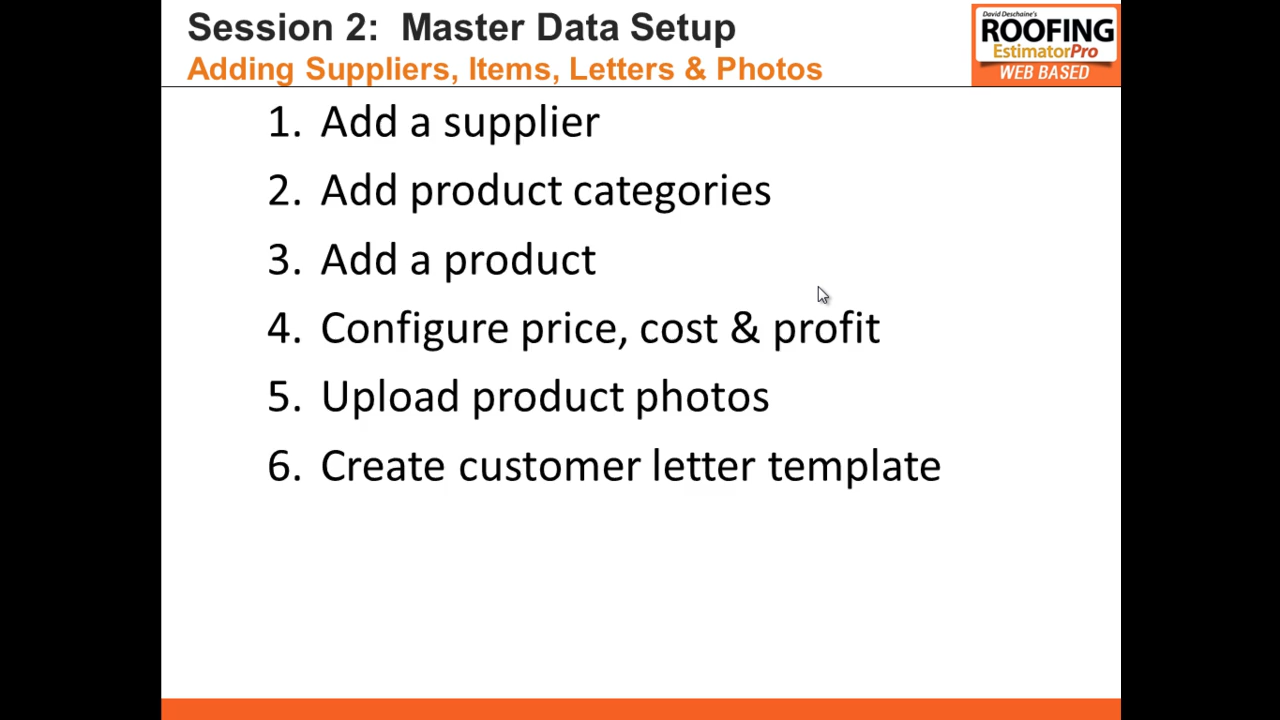 Session 2: Master Data Setup
Adding Suppliers, Items, Letters & Photos
David Deschaine's
ROOFING
EstimatorPro
WEB BASED
1. Add a supplier
2. Add product categories
3. Add a product
4. Configure price, cost & profit
5. Upload product photos
6. Create customer letter template